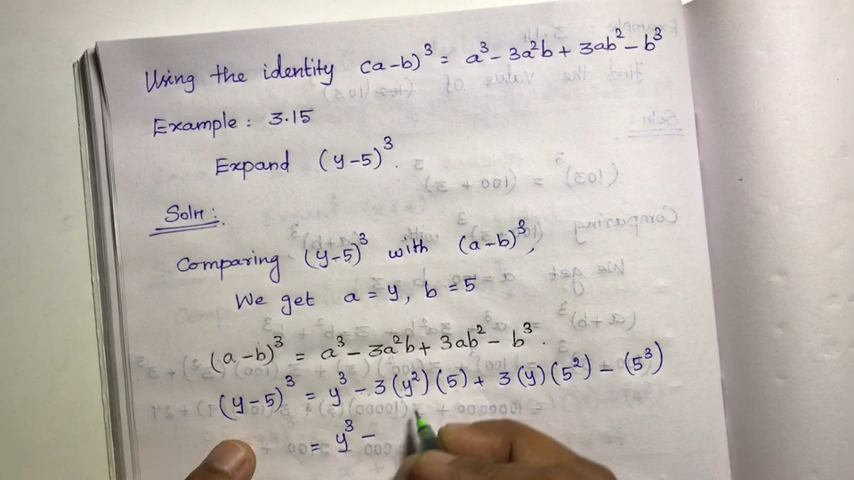 Using the identity (a-b)³ = a³ - 3a²b + 3ab² - b³
Example : 3.15
Expand (y-5)³.
Soln:
Comparing (y-5)³ with (a-b)³,
We get a = y, b = 5
(a-b)³ = a³ - 3a²b + 3ab² - b³.
(y-5)³ = y³ - 3(y²)(5) + 3(y)(5²) - (5³)
= y³ -